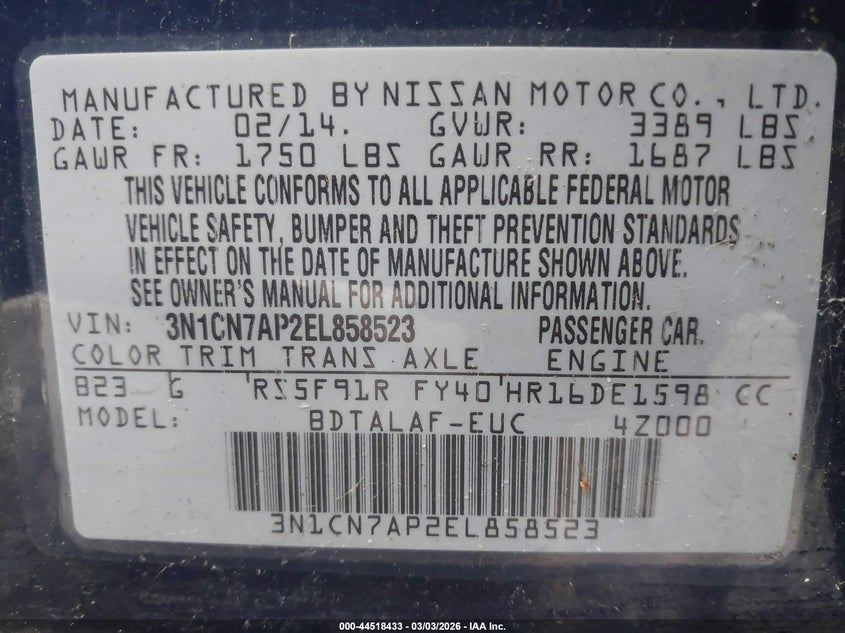 MANUFACTURED BY NISSAN MOTOR CO., LTD.
DATE: 02/14. GVWR: 3389 LBS
GAWR FR: 1750 LBS GAWR RR: 1687 LBS
THIS VEHICLE CONFORMS TO ALL APPLICABLE FEDERAL MOTOR
VEHICLE SAFETY, BUMPER AND THEFT PREVENTION STANDARDS
IN EFFECT ON THE DATE OF MANUFACTURE SHOWN ABOVE.
SEE OWNER'S MANUAL FOR ADDITIONAL INFORMATION.
VIN: 3N1CN7AP2EL858523 PASSENGER CAR.
COLOR TRIM TRANS AXLE ENGINE
B23 G RS5F91R FY40 HR16DE1598 CC
MODEL: BDTALAF-EUC 4Z000
3N1CN7AP2EL858523
000-44518433 — 03/03/2026 — IAA Inc.